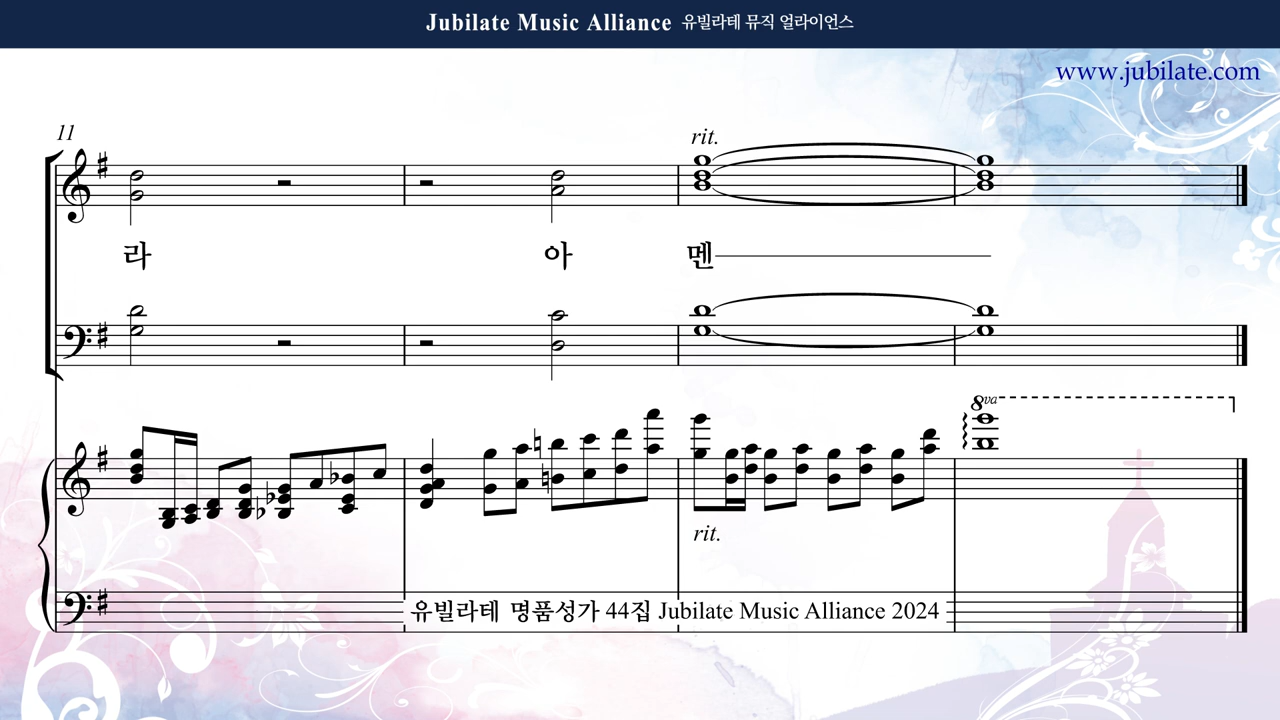 Jubilate Music Alliance 유빌라테 뮤직 얼라이언스
www.jubilate.com
11
rit.
라 아 멘
8va
rit.
유빌라테 명품성가 44집 Jubilate Music Alliance 2024